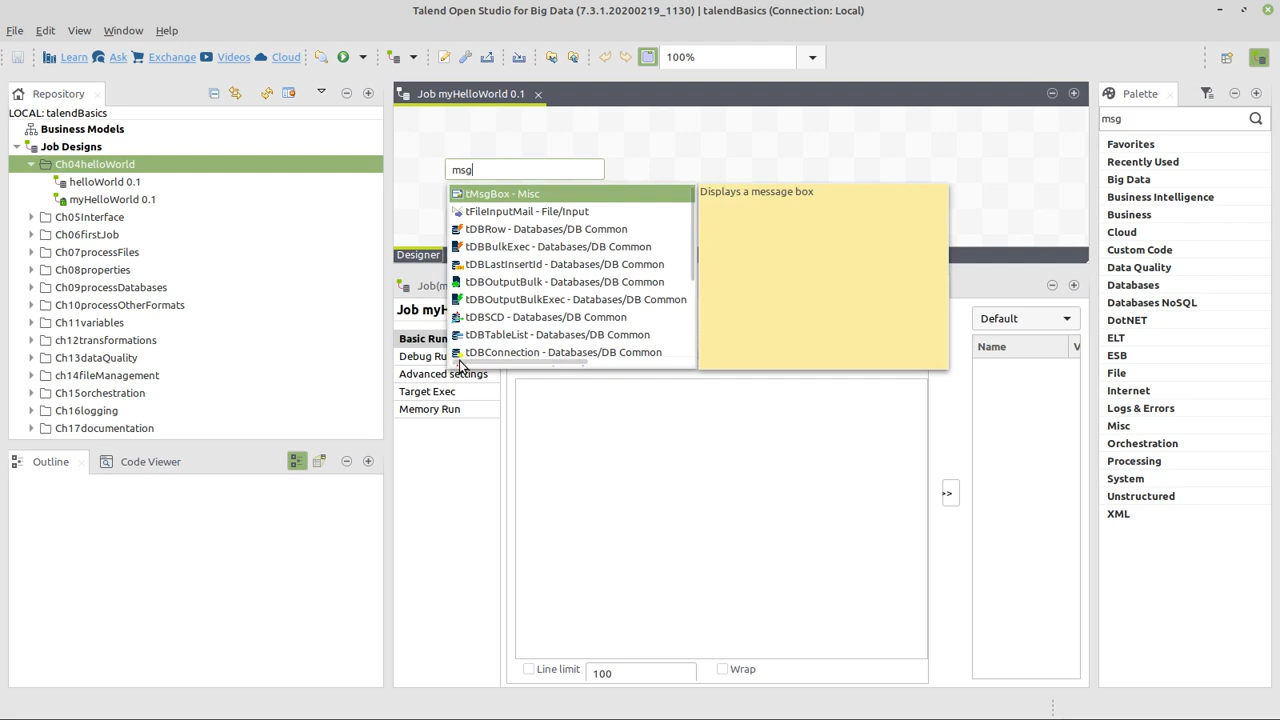 Talend Open Studio for Big Data (7.3.1.20200219_1130) | talendBasics (Connection: Local)
File Edit View Window Help
Learn Ask Exchange Videos Cloud 100%
Repository
LOCAL: talendBasics
Business Models
Job Designs
Ch04helloWorld
helloWorld 0.1
myHelloWorld 0.1
Ch05Interface
Ch06firstJob
Ch07processFiles
Ch08properties
Ch09processDatabases
Ch10processOtherFormats
Ch11variables
ch12transformations
Ch13dataQuality
ch14fileManagement
Ch15orchestration
Ch16logging
Ch17documentation
Outline Code Viewer
Job myHelloWorld 0.1
msg
tMsgBox - Misc
tFileInputMail - File/Input
tDBRow - Databases/DB Common
tDBBulkExec - Databases/DB Common
tDBLastInsertId - Databases/DB Common
tDBOutputBulk - Databases/DB Common
tDBOutputBulkExec - Databases/DB Common
tDBSCD - Databases/DB Common
tDBTableList - Databases/DB Common
tDBConnection - Databases/DB Common
Displays a message box
Designer
Job(m
Job myH
Basic Run
Debug Ru
Advanced settings
Target Exec
Memory Run
Default
Name V
>>
Line limit 100 Wrap
Palette
msg
Favorites
Recently Used
Big Data
Business Intelligence
Business
Cloud
Custom Code
Data Quality
Databases
Databases NoSQL
DotNET
ELT
ESB
File
Internet
Logs & Errors
Misc
Orchestration
Processing
System
Unstructured
XML